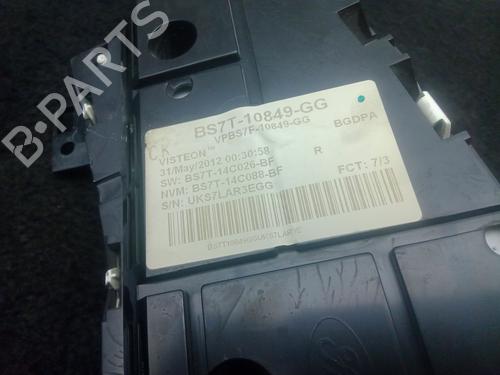 B-PARTS
BS7T-10849-GG
VPBS7F-10849-GG
VISTEON™ BGDPA
31/May/2012 00:30:58
SW: BS7T-14C026-BF R
NVM: BS7T-14C088-BF
S/N: UKS7LAR3EGG FCT: 7/3